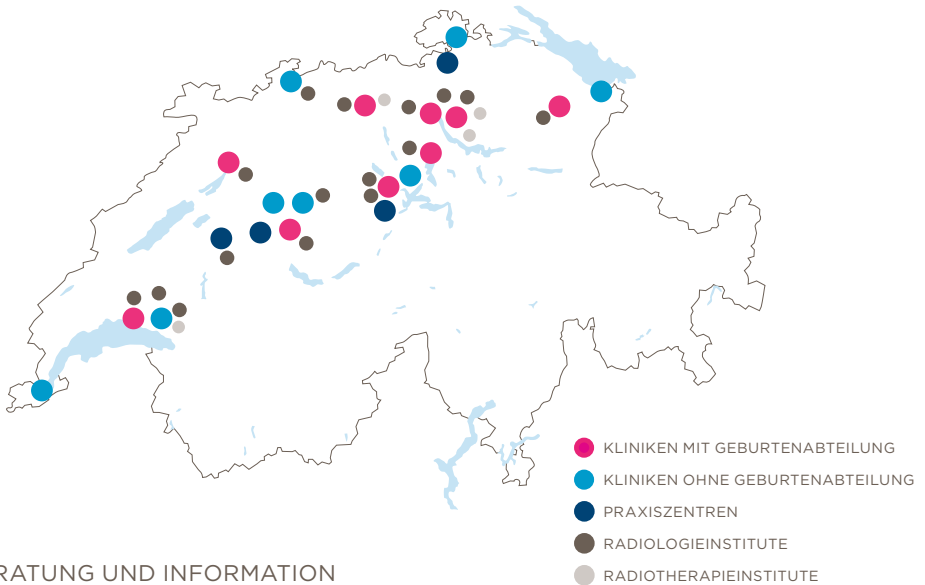 KLINIKEN MIT GEBURTENABTEILUNG
KLINIKEN OHNE GEBURTENABTEILUNG
PRAXISZENTREN
RADIOLOGIEINSTITUTE
RADIOTHERAPIEINSTITUTE
RATUNG UND INFORMATION